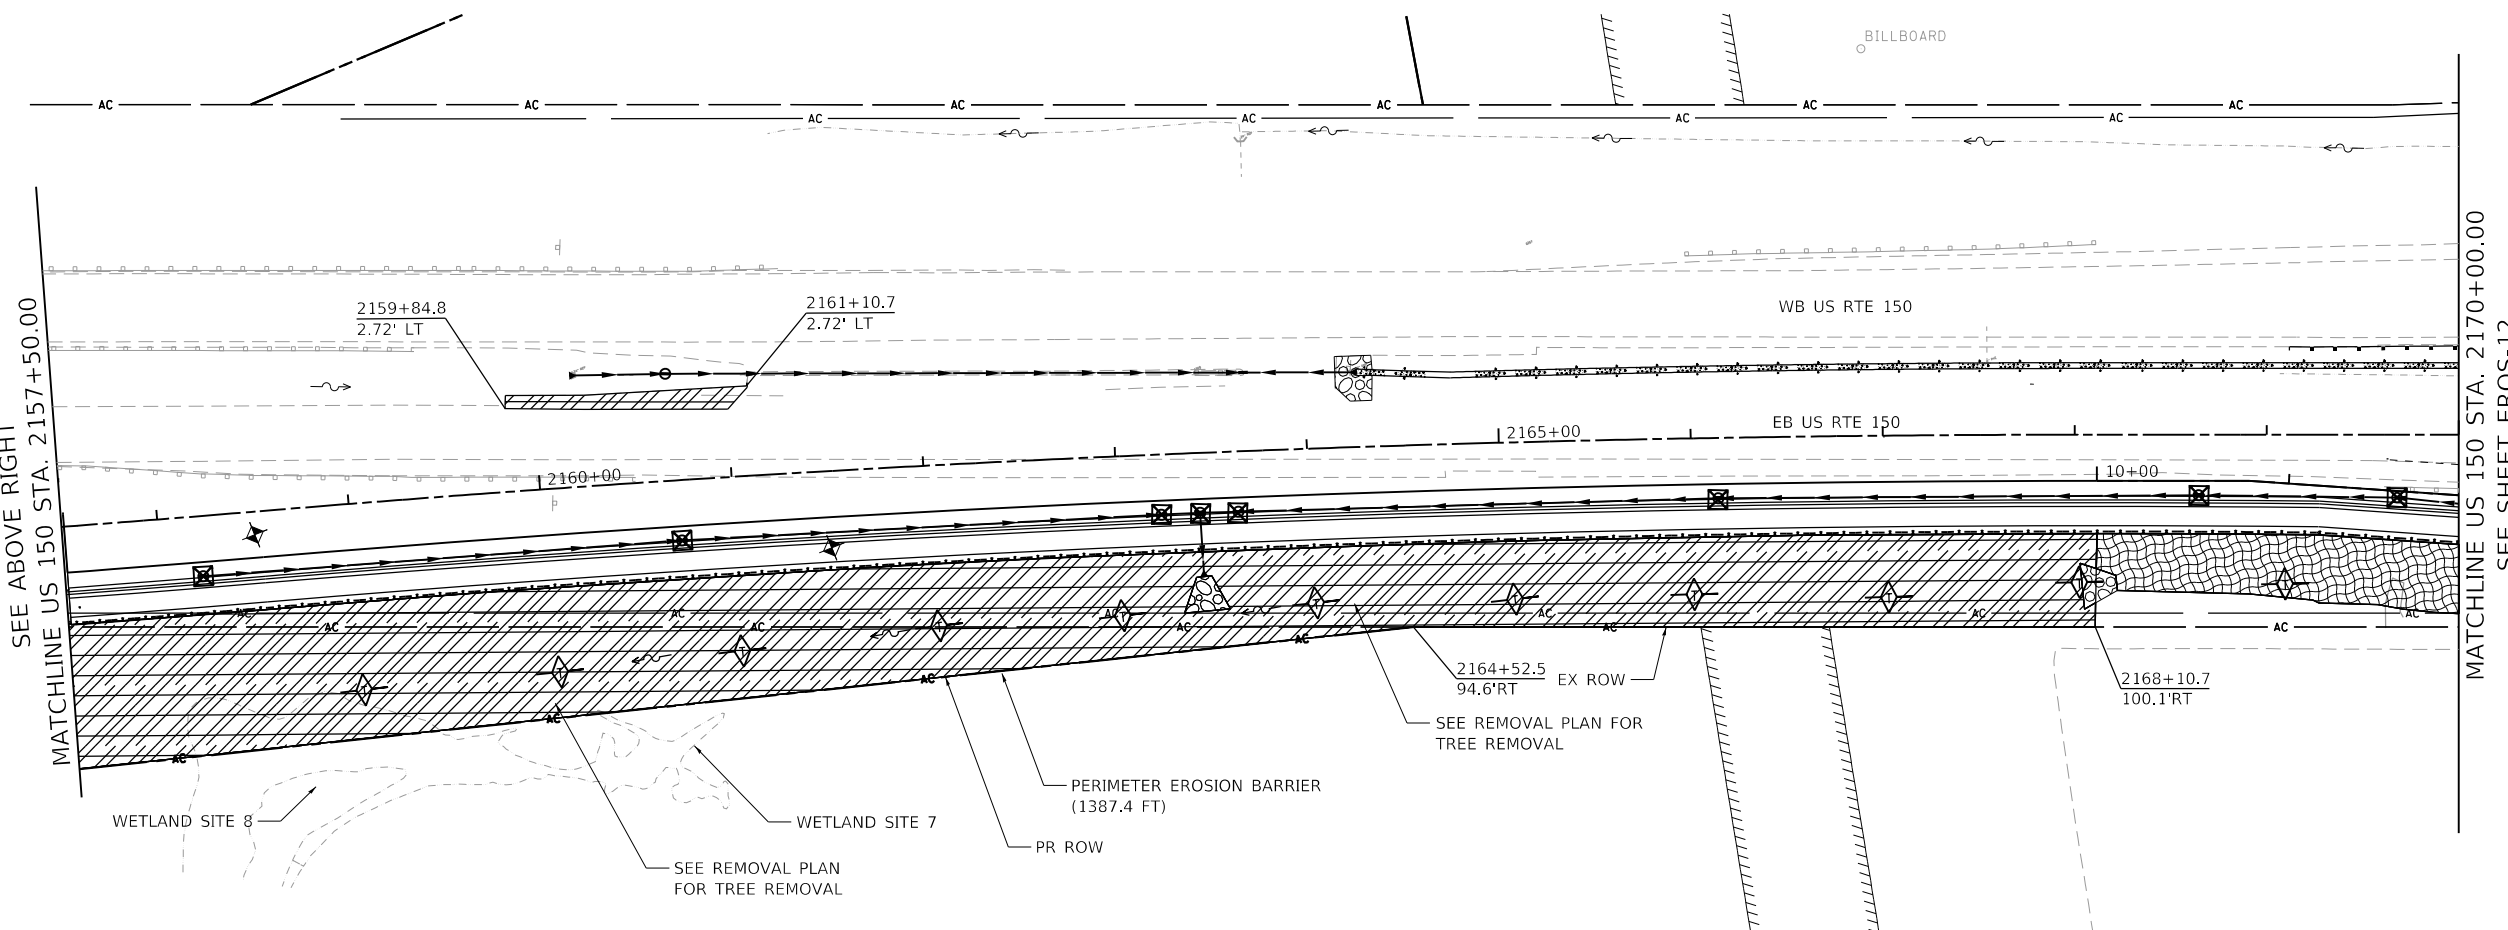 BILLBOARD
AC AC AC AC AC AC
AC AC AC AC AC
WB US RTE 150
2159+84.8
2.72' LT
2161+10.7
2.72' LT
EB US RTE 150
2165+00
2160+00
10+00
SEE ABOVE RIGHT
MATCHLINE US 150 STA. 2157+50.00
MATCHLINE US 150 STA. 2170+00.00
SEE SHEET EROS-12
T T T T T T T T T T T
AC AC AC AC AC AC
AC AC AC AC AC
AC AC AC AC
2164+52.5
94.6'RT
EX ROW
2168+10.7
100.1'RT
SEE REMOVAL PLAN FOR
TREE REMOVAL
PERIMETER EROSION BARRIER
(1387.4 FT)
WETLAND SITE 8
WETLAND SITE 7
PR ROW
SEE REMOVAL PLAN
FOR TREE REMOVAL